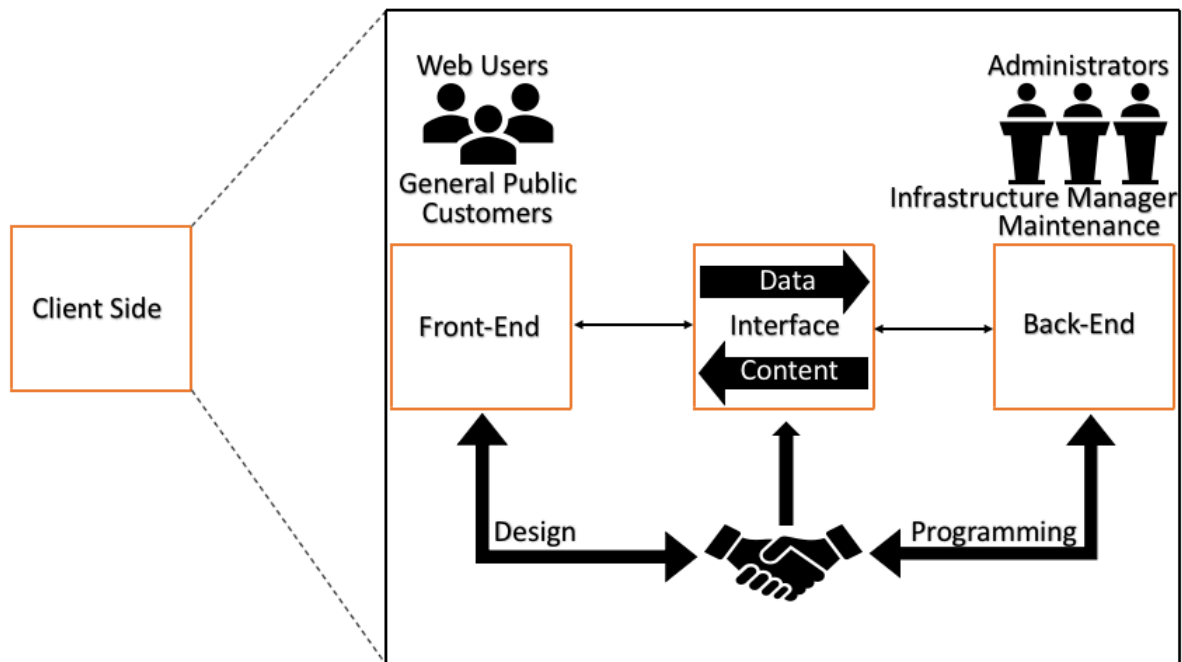 Web Users
Administrators
General Public
Customers
Infrastructure Manager
Maintenance
Client Side
Front-End
Data
Interface
Content
Back-End
Design
Programming